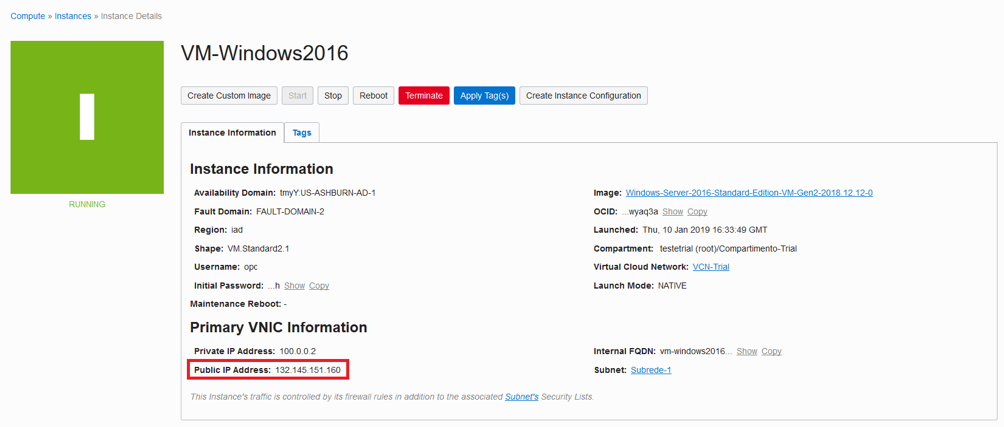 Compute » Instances » Instance Details
VM-Windows2016
Create Custom Image Start Stop Reboot Terminate Apply Tag(s) Create Instance Configuration
Instance Information Tags
Instance Information
Availability Domain: tmyY:US-ASHBURN-AD-1 Image: Windows-Server-2016-Standard-Edition-VM-Gen2-2018.12.12-0
Fault Domain: FAULT-DOMAIN-2 OCID: ...wyaq3a Show Copy
Region: iad Launched: Thu, 10 Jan 2019 16:33:49 GMT
Shape: VM.Standard2.1 Compartment: testetrial (root)/Compartimento-Trial
Username: opc Virtual Cloud Network: VCN-Trial
Initial Password: ...h Show Copy Launch Mode: NATIVE
Maintenance Reboot: -
RUNNING
Primary VNIC Information
Private IP Address: 100.0.0.2 Internal FQDN: vm-windows2016... Show Copy
Public IP Address: 132.145.151.160 Subnet: Subrede-1
This Instance's traffic is controlled by its firewall rules in addition to the associated Subnet's Security Lists.